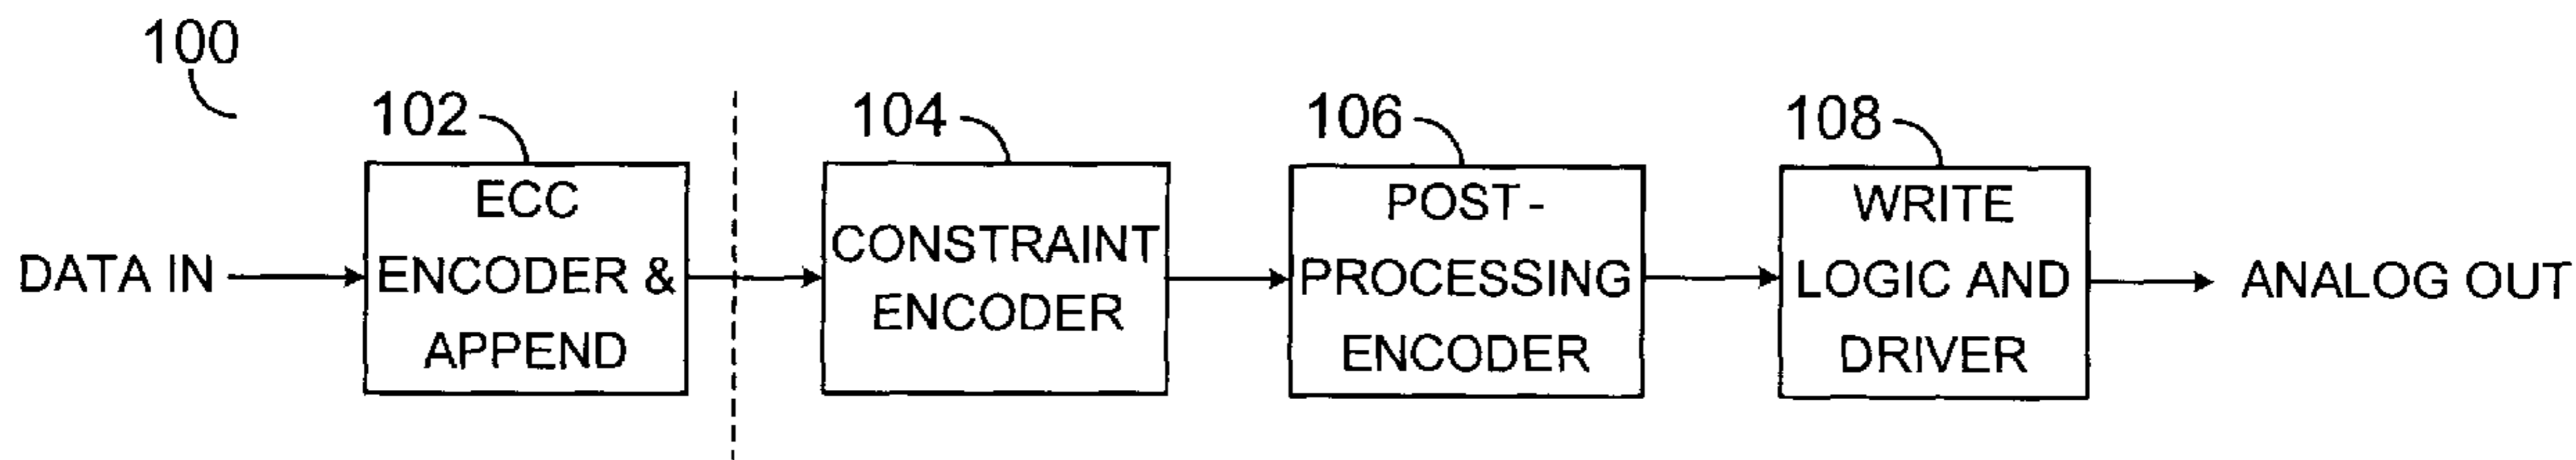 100
102
104
106
108
DATA IN
ECC
ENCODER &
APPEND
CONSTRAINT
ENCODER
POST-
PROCESSING
ENCODER
WRITE
LOGIC AND
DRIVER
ANALOG OUT